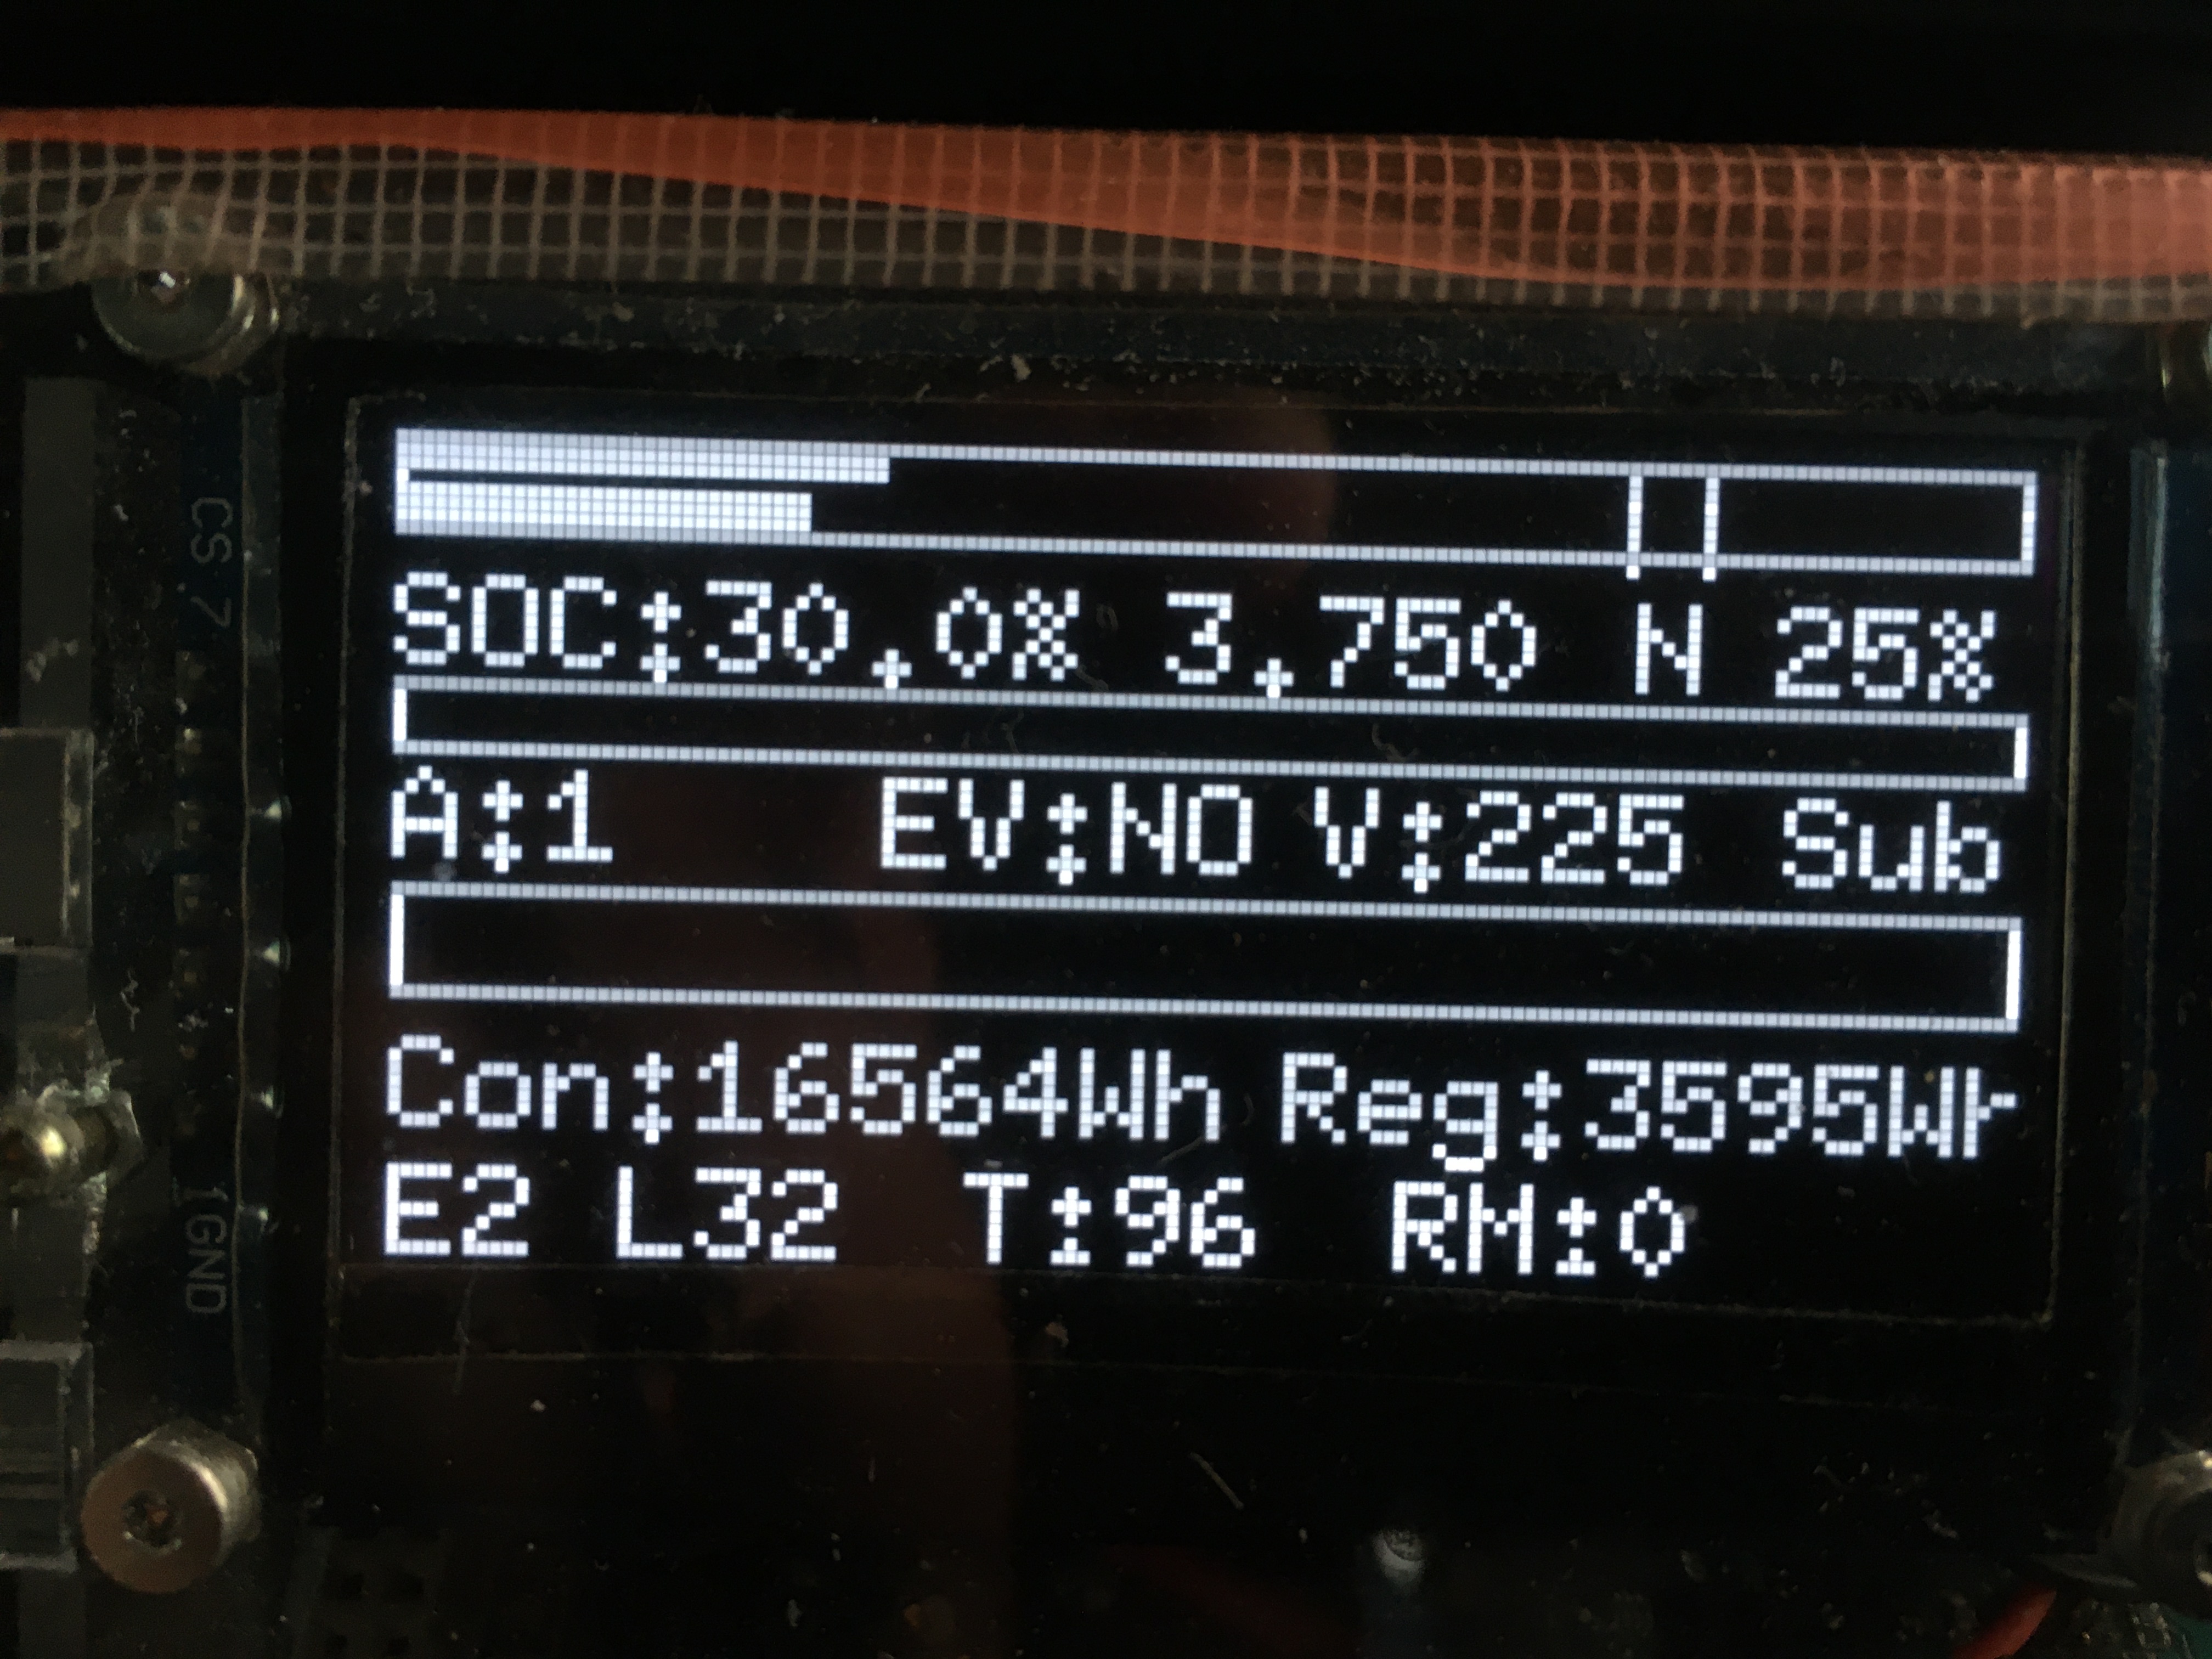 SOC:30.0% 3.750 N 25%
A:1 EV:NO V:225 Sub
Con:16564Wh Reg:3595Wh
E2 L32 T:96 RM:0
CS.7
1GND